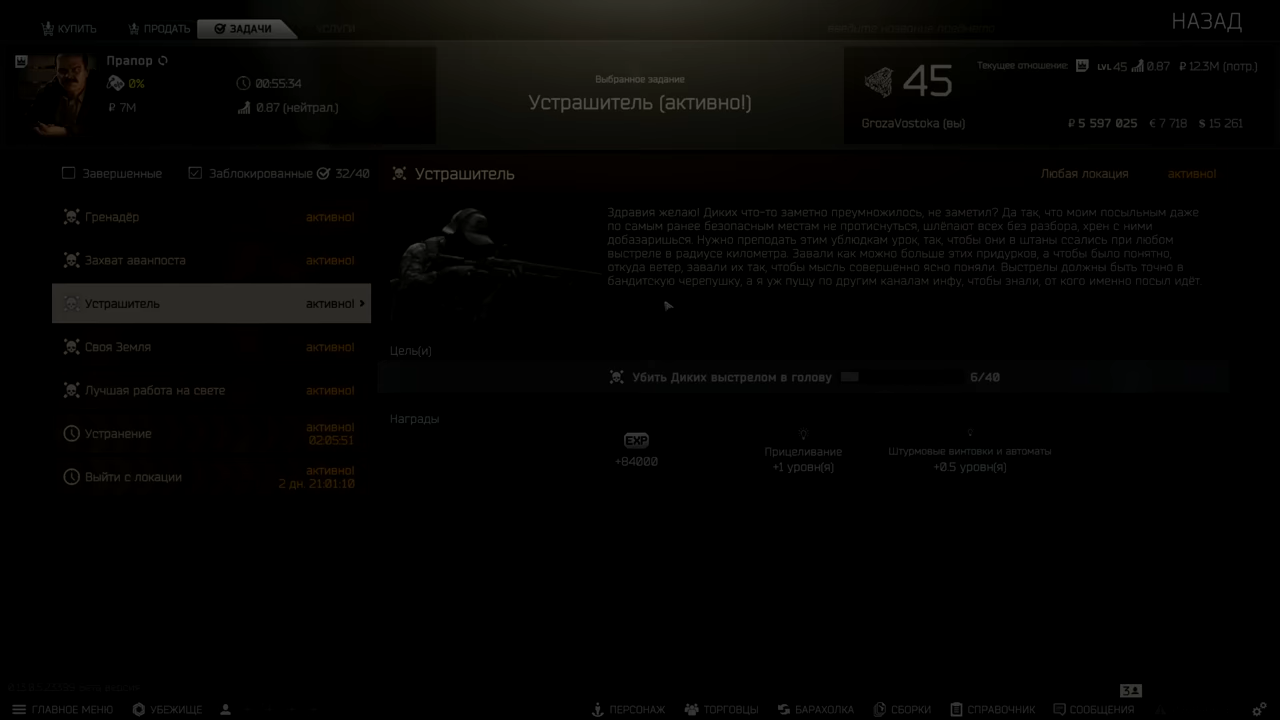 КУПИТЬ ПРОДАТЬ ЗАДАЧИ УСЛУГИ
НАЗАД
Прапор
0% 00:55:34
₽ 7М 0.87 (нейтрал.)
Выбранное задание
Устрашитель (активно!)
Текущее отношение: LVL 45 0.87 ₽ 12.3М (потр.)
45
GrozaVostoka (вы) ₽ 5 597 025 € 7 718 $ 15 261
Завершенные Заблокированные 32/40
Гренадёр активно!
Захват аванпоста активно!
Устрашитель активно!
Своя Земля активно!
Лучшая работа на свете активно!
Устранение активно!
02:05:51
Выйти с локации активно!
2 дн. 21:01:10
Устрашитель Любая локация активно!
Здравия желаю! Диких что-то заметно преумножилось, не заметил? Да так, что моим посыльным даже
по самым ранее безопасным местам не протиснуться, шлёпают всех без разбора, хрен с ними
добазаришься. Нужно преподать этим ублюдкам урок, так, чтобы они в штаны ссались при любом
выстреле в радиусе километра. Завали как можно больше этих придурков, а чтобы было понятно,
откуда ветер, завали их так, чтобы мысль совершенно ясно поняли. Выстрелы должны быть точно в
бандитскую черепушку, а я уж пущу по другим каналам инфу, чтобы знали, от кого именно посыл идёт.
Цель(и)
Убить Диких выстрелом в голову 6/40
Награды
EXP
+84000
Прицеливание
+1 уровн(я)
Штурмовые винтовки и автоматы
+0.5 уровн(я)
3
ГЛАВНОЕ МЕНЮ УБЕЖИЩЕ ПЕРСОНАЖ ТОРГОВЦЫ БАРАХОЛКА СБОРКИ СПРАВОЧНИК СООБЩЕНИЯ